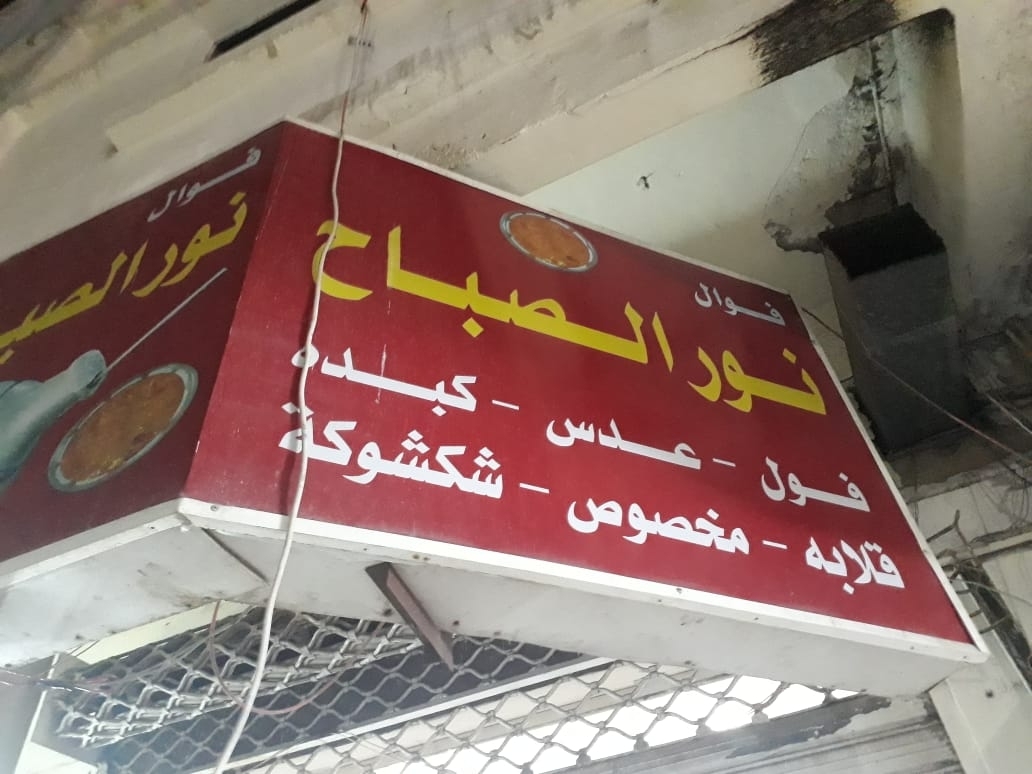 فوال
نور الصباح
فول - عدس - كبده
قلابه - مخصوص - شكشوكة
فوال
نور الصب